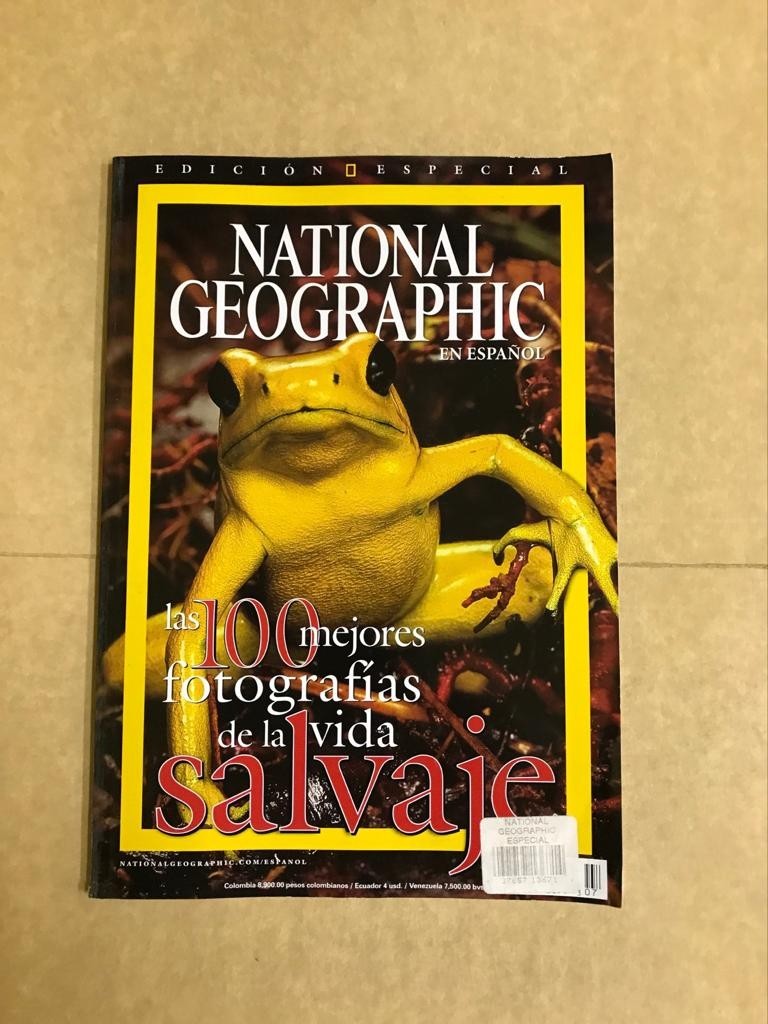 EDICIÓN ESPECIAL
NATIONAL
GEOGRAPHIC
EN ESPAÑOL
las 100 mejores
fotografías
de la vida
salvaje
NATIONALGEOGRAPHIC.COM/ESPANOL
Colombia 8,900.00 pesos colombianos / Ecuador 4 usd. / Venezuela 7,500.00 bvs
NATIONAL
GEOGRAPHIC
ESPECIAL
07